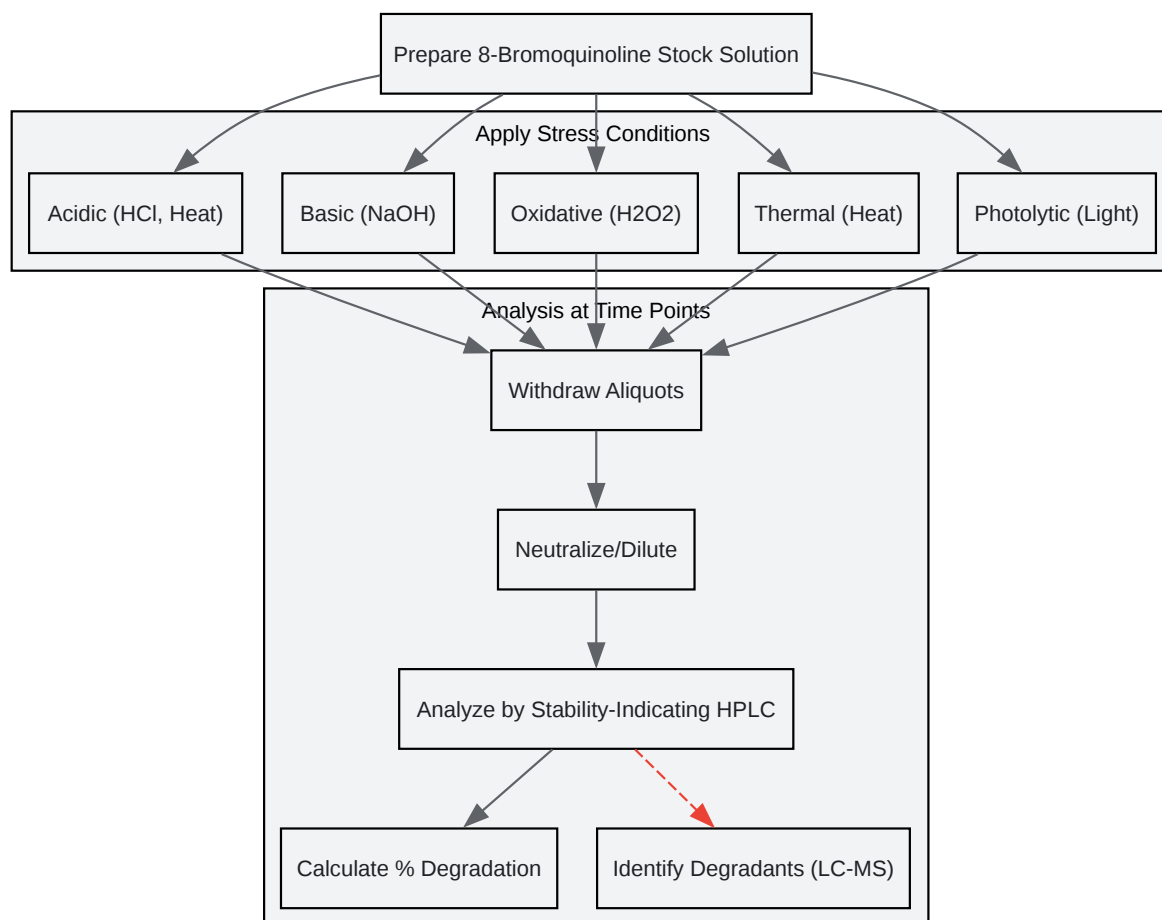 Prepare 8-Bromoquinoline Stock Solution
Apply Stress Conditions
Acidic (HCl, Heat)
Basic (NaOH)
Oxidative (H2O2)
Thermal (Heat)
Photolytic (Light)
Analysis at Time Points
Withdraw Aliquots
Neutralize/Dilute
Analyze by Stability-Indicating HPLC
Calculate % Degradation
Identify Degradants (LC-MS)